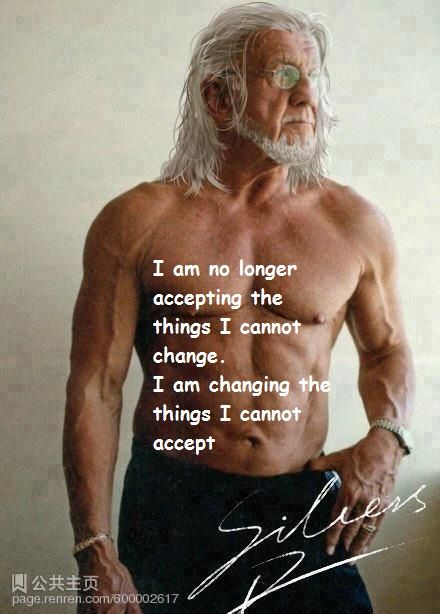 I am no longer
accepting the
things I cannot
change.
I am changing the
things I cannot
accept
Silvers
公共主页
page.renren.com/600002617